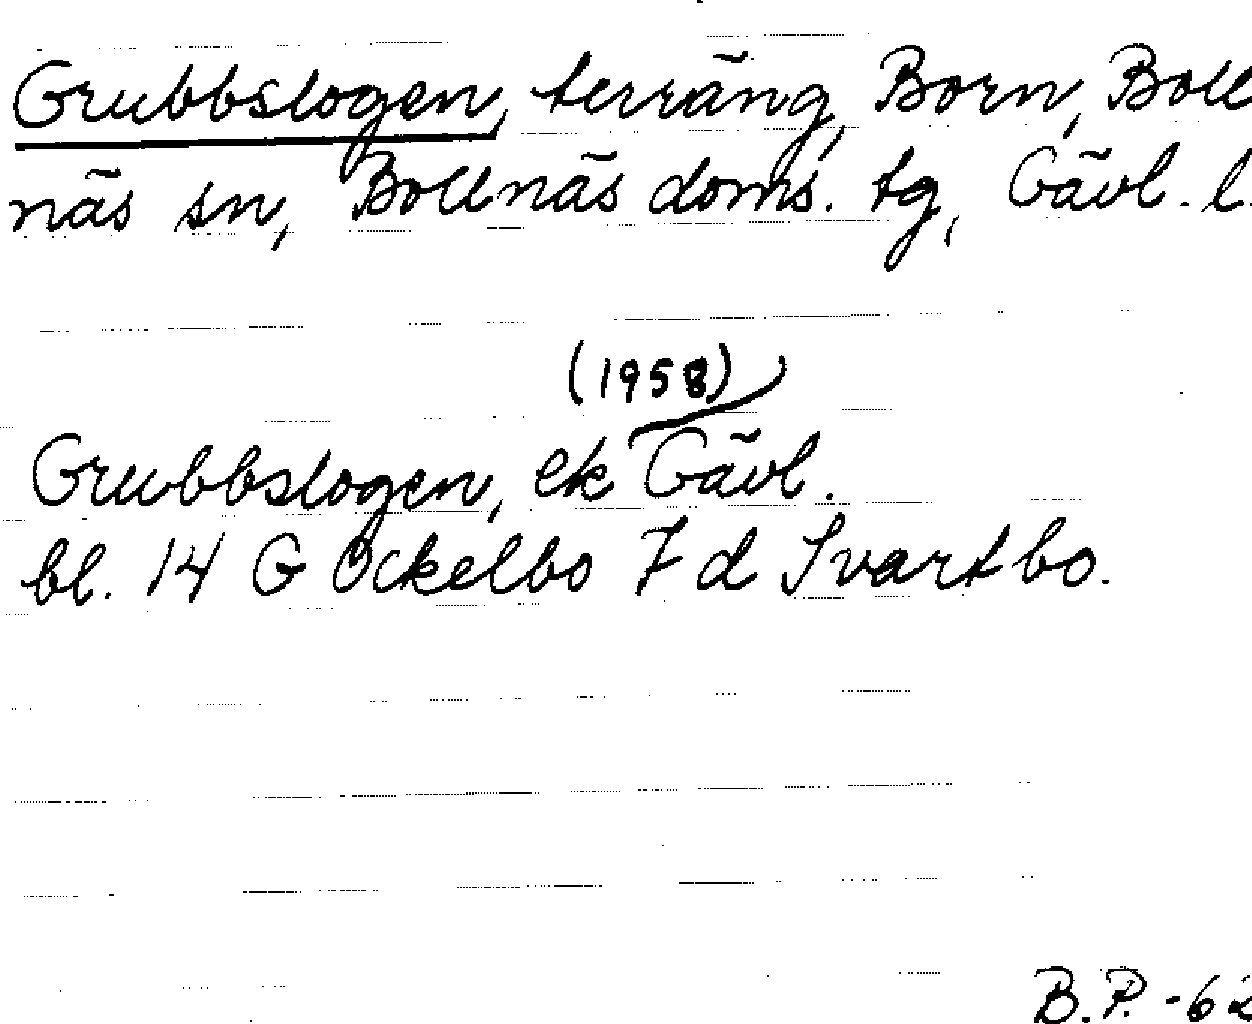 Grubbslogen, terräng, Born, Boll
näs sn, Bollnäs doms. tg, Gävl. l.
(1958)
Grubbslogen, ek Gävl.
bl. 14 G Ockelbo 7 d Svartbo.
B.P. -62